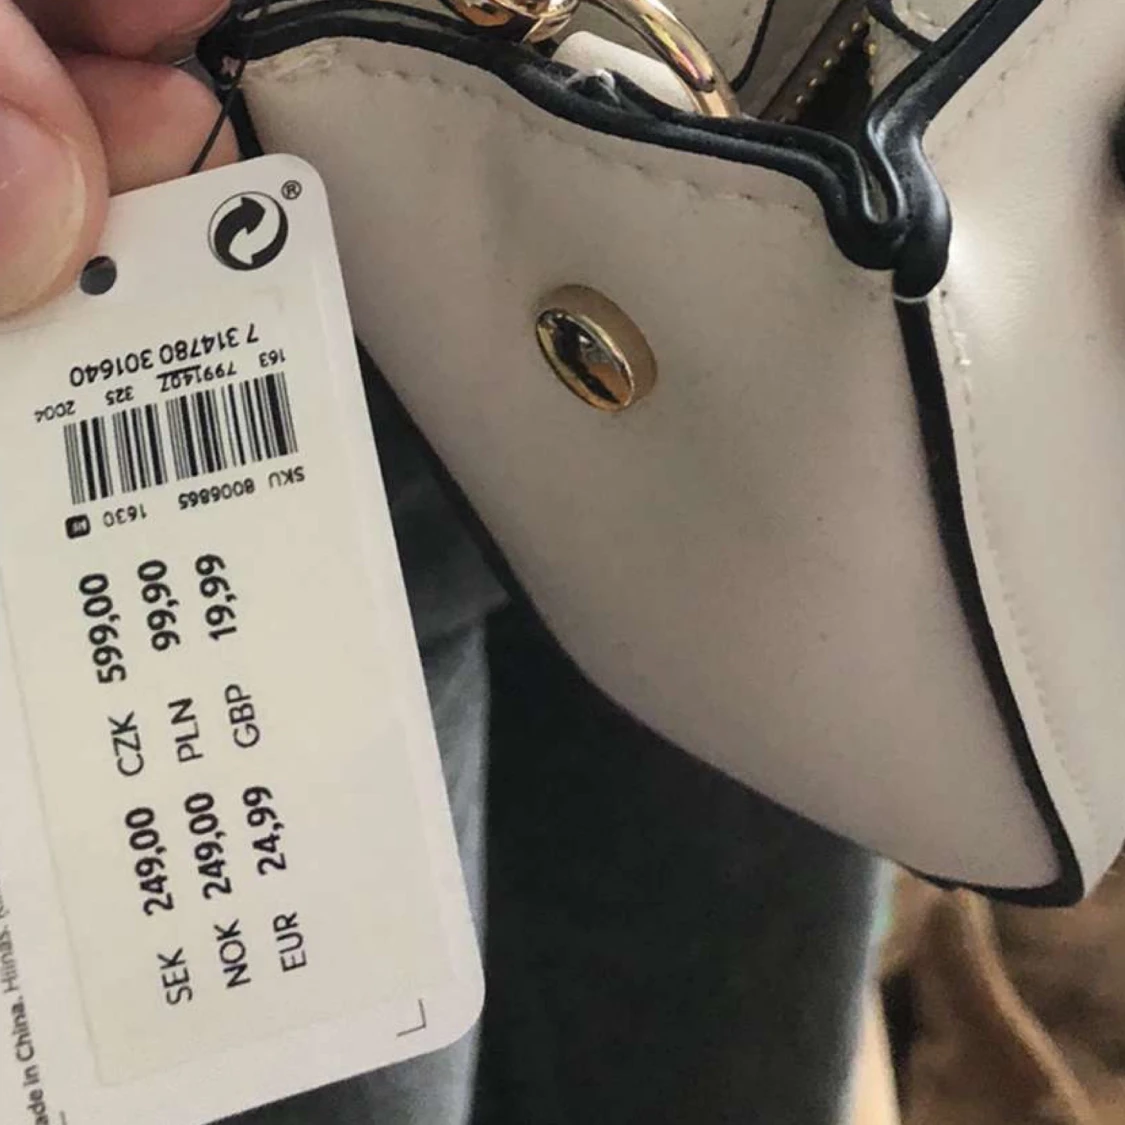 ®
7 314780 301640
163 7991407 325 2004
SKU 8006865 1630
SEK 249,00 CZK 599,00
NOK 249,00 PLN 99,90
EUR 24,99 GBP 19,99
ade in China. Hiinas.